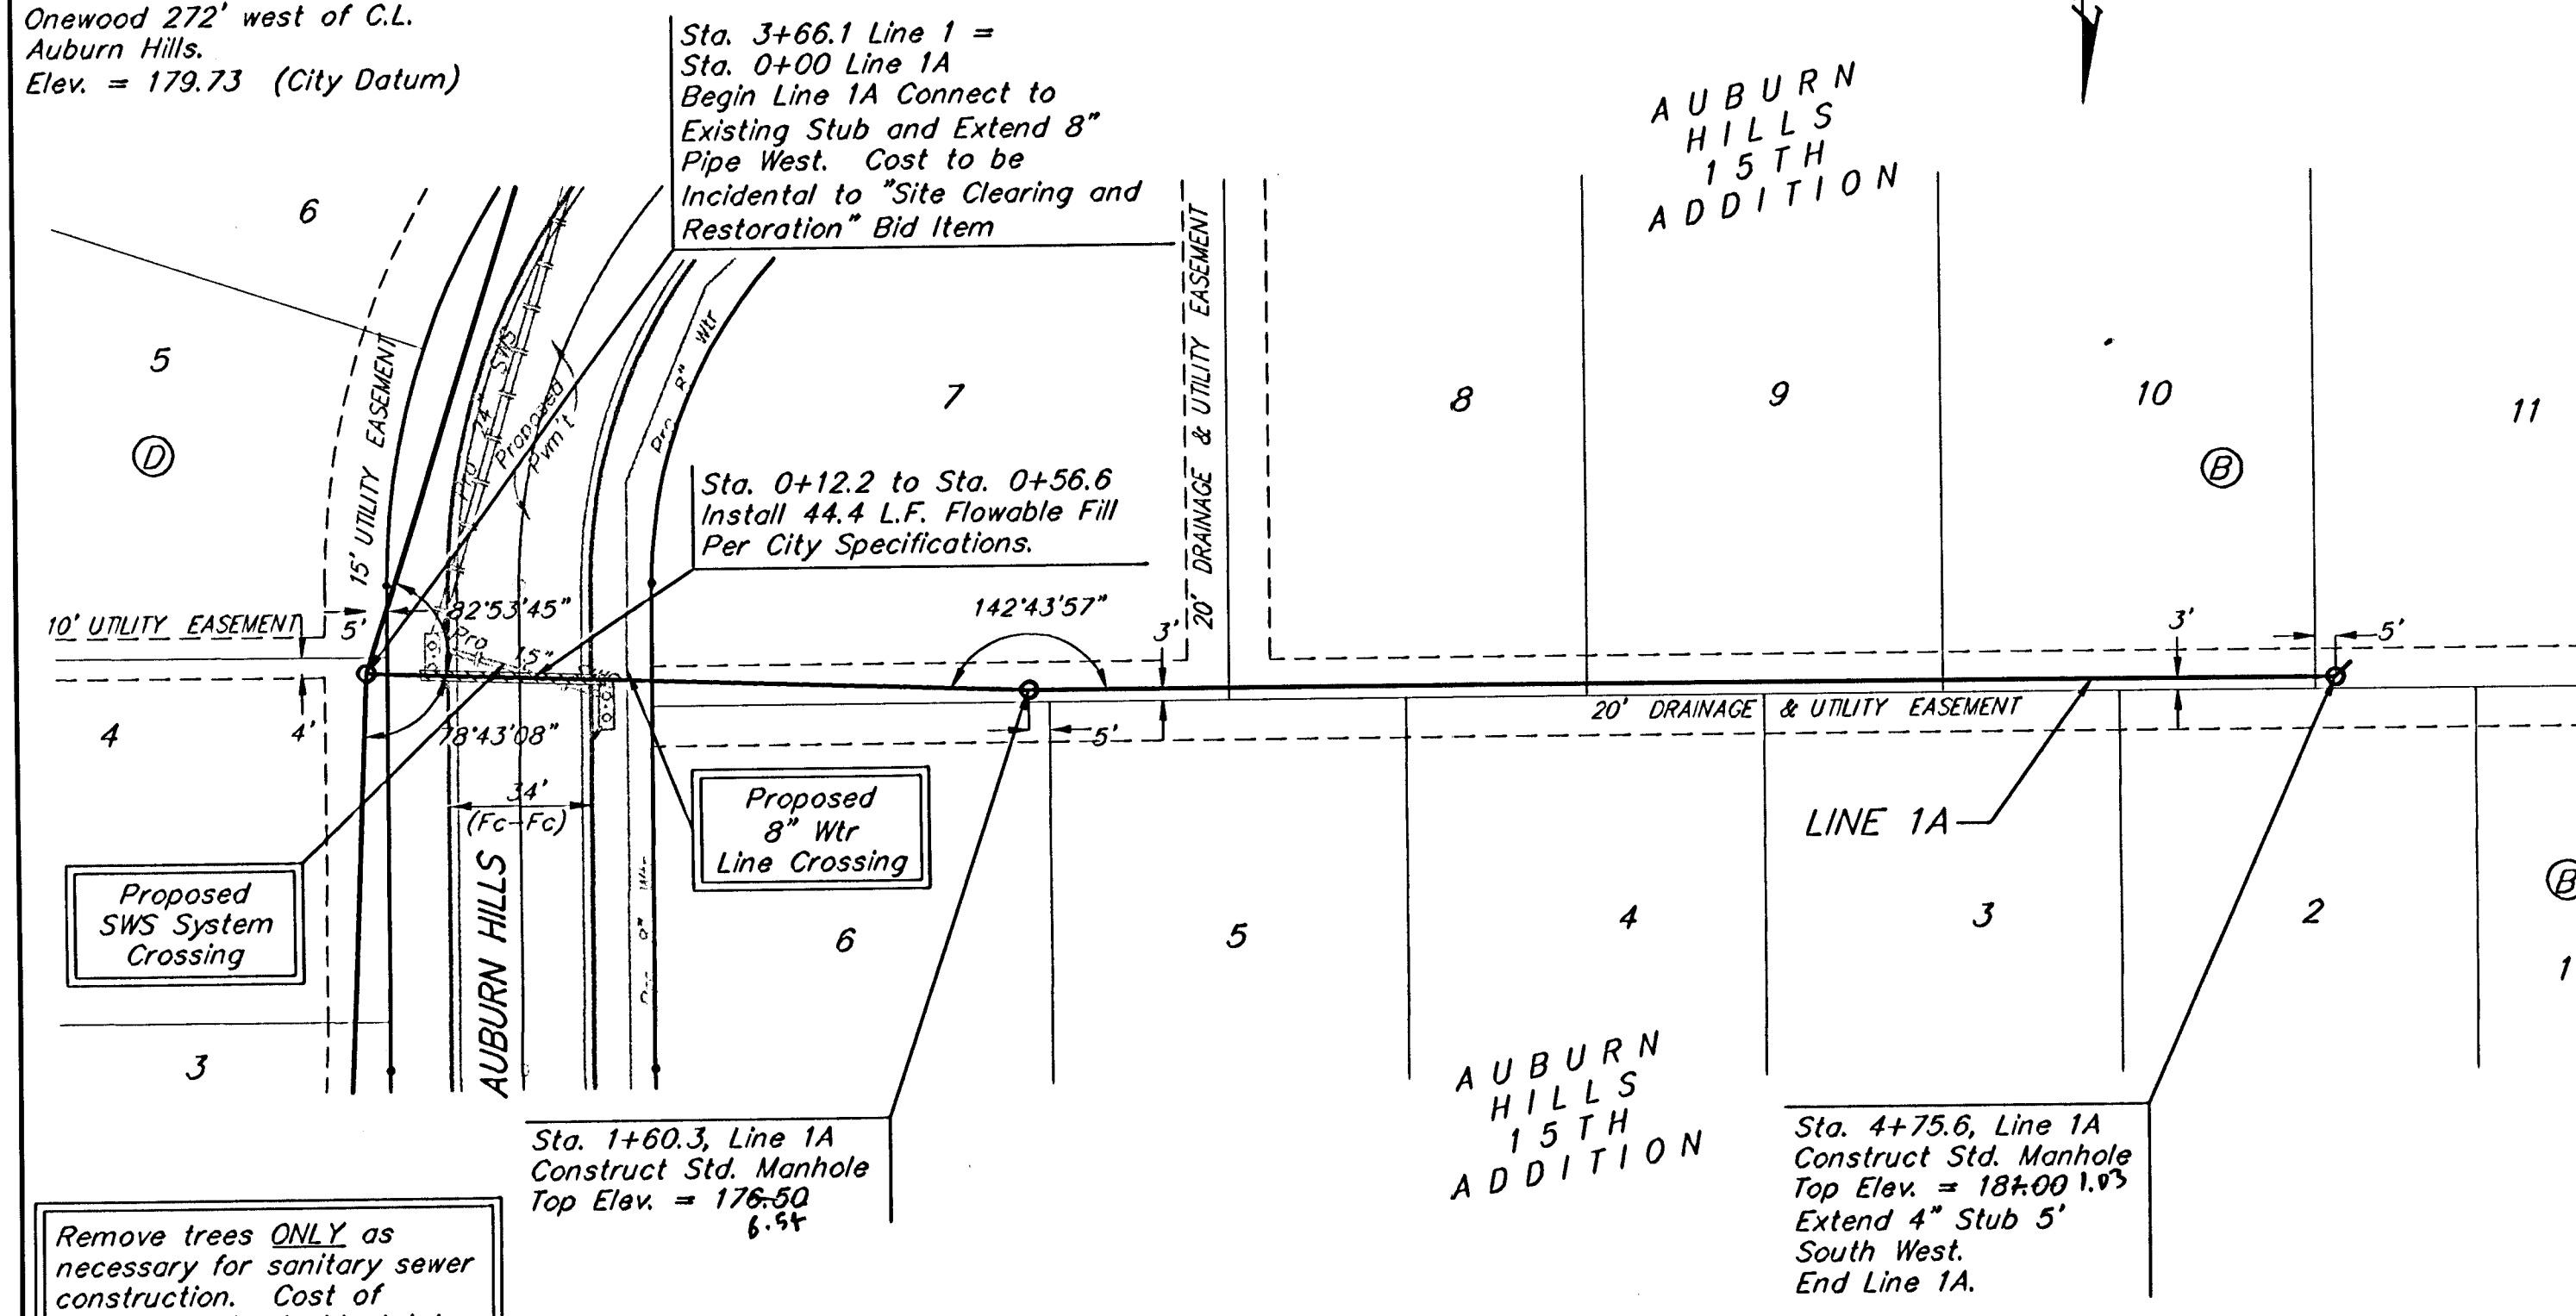 Onewood 272' west of C.L.
Auburn Hills.
Elev. = 179.73 (City Datum)
Sta. 3+66.1 Line 1 =
Sta. 0+00 Line 1A
Begin Line 1A Connect to
Existing Stub and Extend 8"
Pipe West. Cost to be
Incidental to "Site Clearing and
Restoration" Bid Item
AUBURN
HILLS
15TH
ADDITION
6
5
D
15' UTILITY EASEMENT
SWS
Proposed
Pvm't
Pro 8" Wtr
7
20' DRAINAGE & UTILITY EASEMENT
8
9
10
11
B
Sta. 0+12.2 to Sta. 0+56.6
Install 44.4 L.F. Flowable Fill
Per City Specifications.
10' UTILITY EASEMENT
5'
82°53'45"
Pro
15"
142°43'57"
3'
3'
5'
4
4'
78°43'08"
5'
20' DRAINAGE & UTILITY EASEMENT
34'
(Fc-Fc)
Proposed
8" Wtr
Line Crossing
LINE 1A
Proposed
SWS System
Crossing
AUBURN HILLS
6
5
4
3
2
B
1
3
AUBURN
HILLS
15TH
ADDITION
Sta. 1+60.3, Line 1A
Construct Std. Manhole
Top Elev. = 176.50
Sta. 4+75.6, Line 1A
Construct Std. Manhole
Top Elev. = 181.00 1.03
Extend 4" Stub 5'
South West.
End Line 1A.
Remove trees ONLY as
necessary for sanitary sewer
construction. Cost of